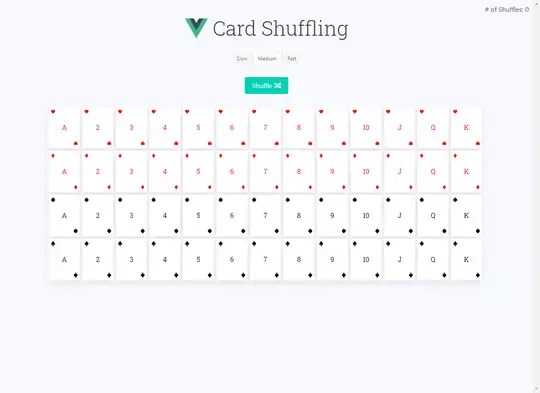 # of Shuffles: 0
Card Shuffling
Slow Medium Fast
Shuffle
A 2 3 4 5 6 7 8 9 10 J Q K
A 2 3 4 5 6 7 8 9 10 J Q K
A 2 3 4 5 6 7 8 9 10 J Q K
A 2 3 4 5 6 7 8 9 10 J Q K